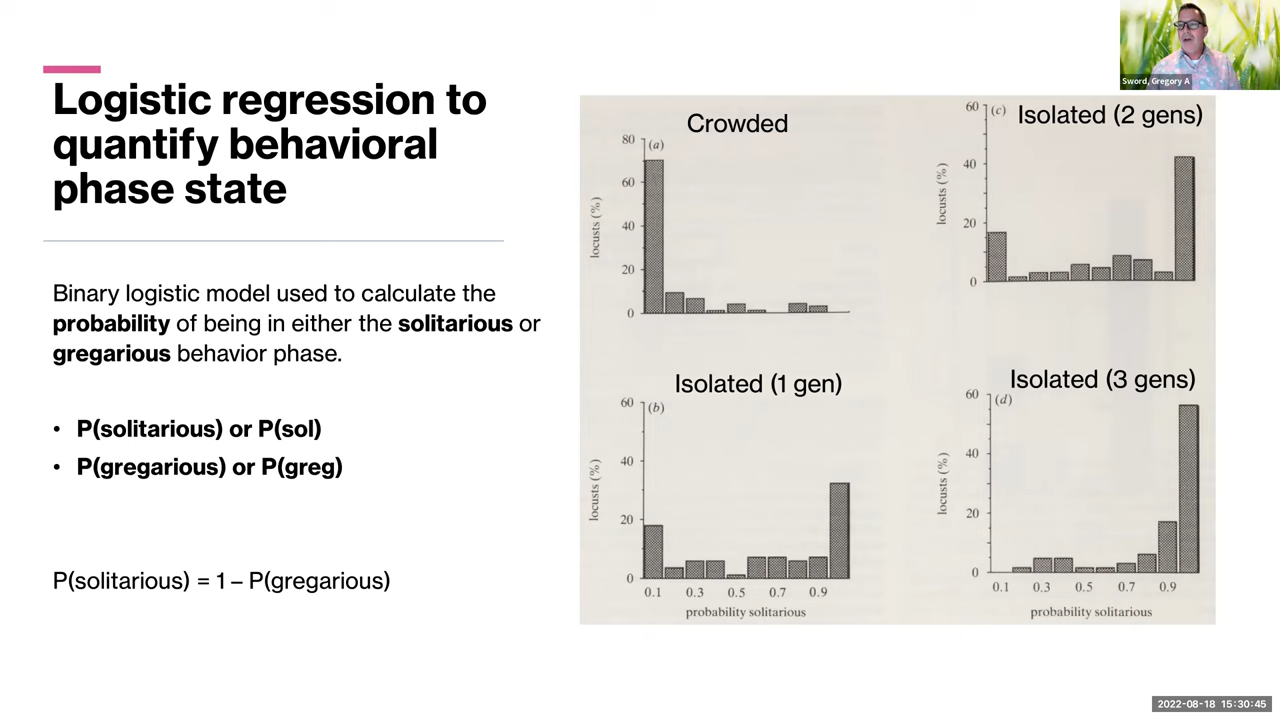 Logistic regression to
quantify behavioral
phase state
Binary logistic model used to calculate the
probability of being in either the solitarious or
gregarious behavior phase.
• P(solitarious) or P(sol)
• P(gregarious) or P(greg)
P(solitarious) = 1 – P(gregarious)
Crowded
(a)
80
60
40
20
0
locusts (%)
Isolated (2 gens)
(c)
60
40
20
0
locusts (%)
Isolated (1 gen)
(b)
60
40
20
0
locusts (%)
0.1 0.3 0.5 0.7 0.9
probability solitarious
Isolated (3 gens)
(d)
60
40
20
0
locusts (%)
0.1 0.3 0.5 0.7 0.9
probability solitarious
Sword, Gregory A
2022-08-18 15:30:45